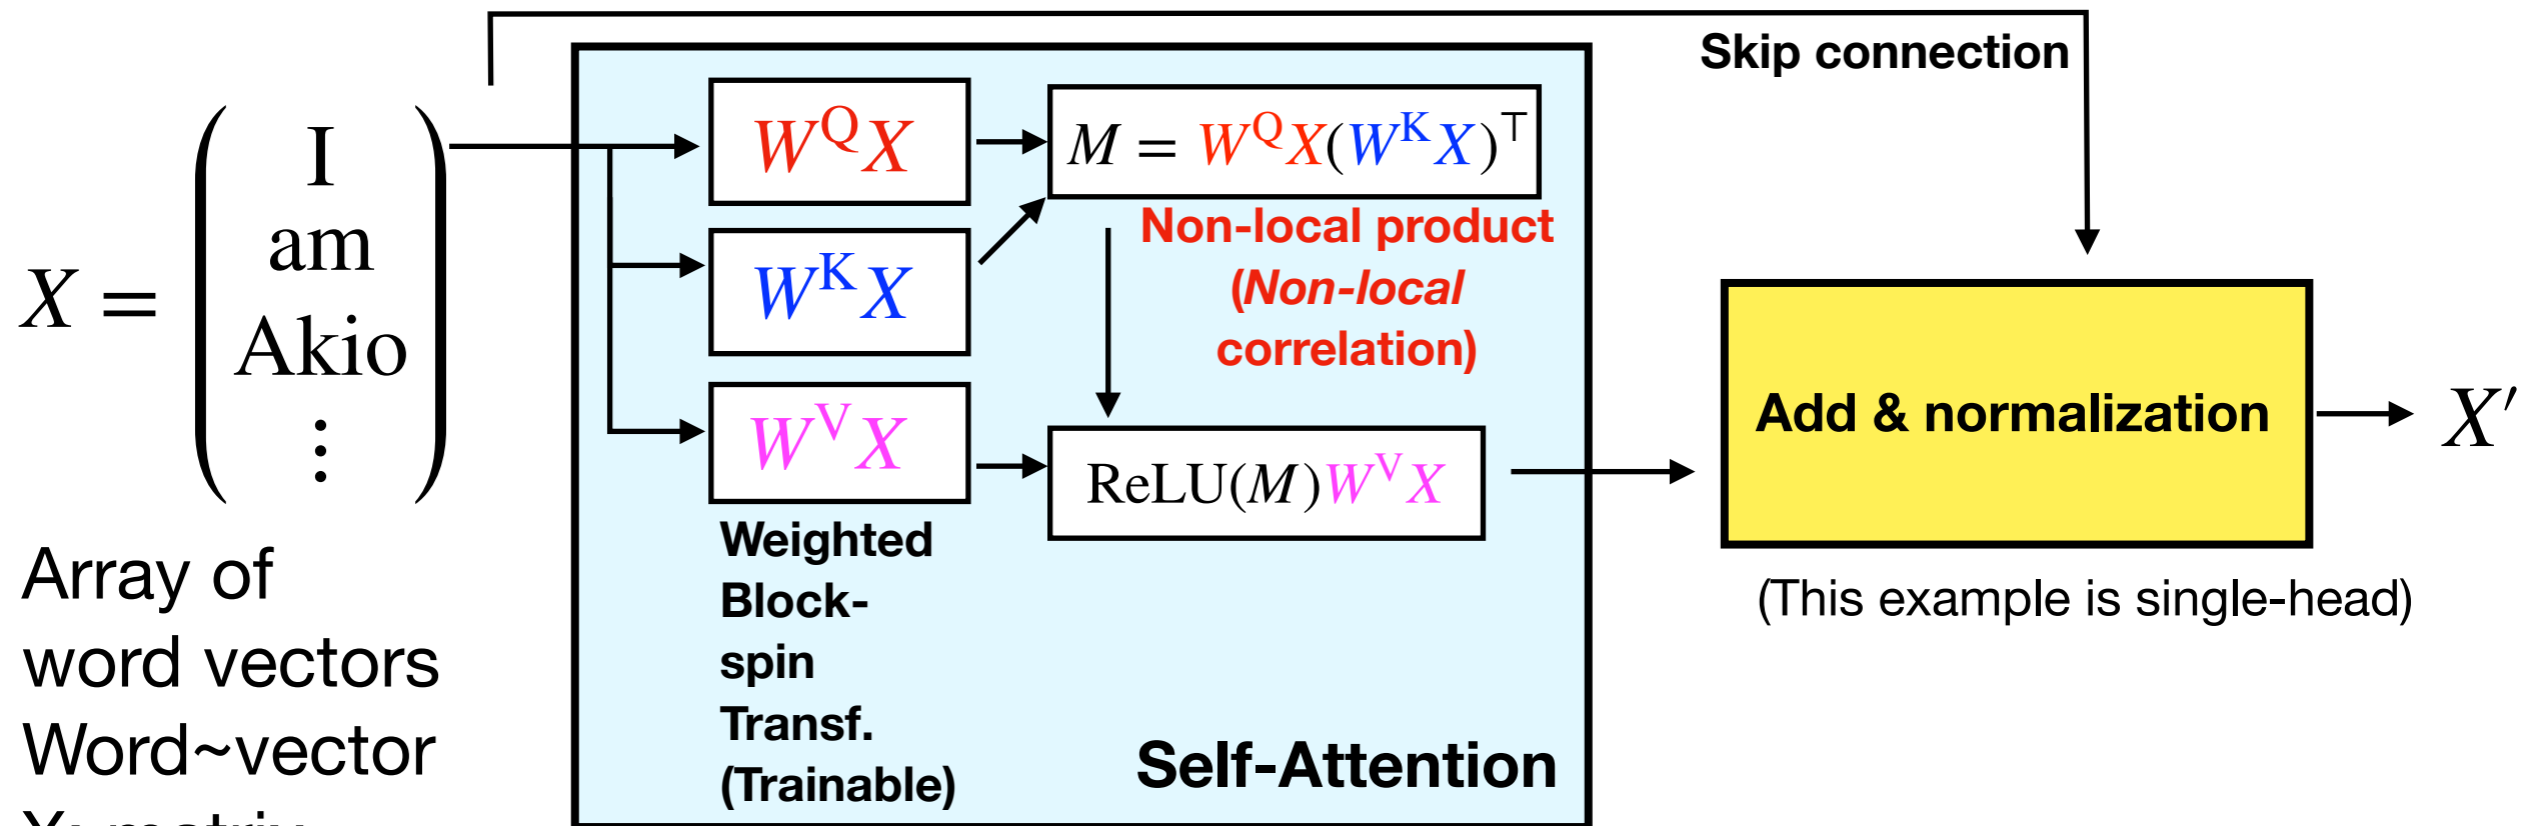 Skip connection
X = ( I
am
Akio
⋮ )
W^Q X
M = W^Q X(W^K X)^⊤
Non-local product
(Non-local
correlation)
W^K X
W^V X
ReLU(M)W^V X
Weighted
Block-
spin
Transf.
(Trainable)
Self-Attention
Add & normalization
X′
(This example is single-head)
Array of
word vectors
Word~vector